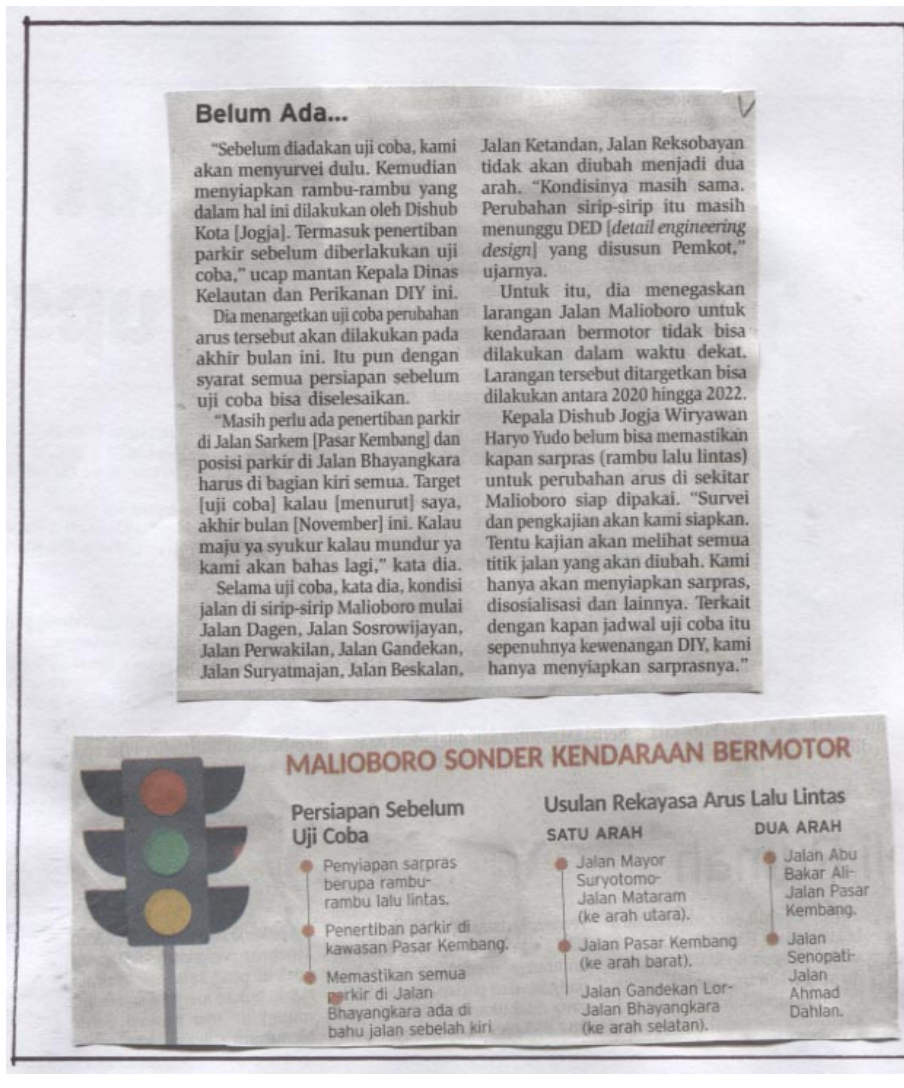 Belum Ada...
"Sebelum diadakan uji coba, kami
akan menyurvei dulu. Kemudian
menyiapkan rambu-rambu yang
dalam hal ini dilakukan oleh Dishub
Kota [Jogja]. Termasuk penertiban
parkir sebelum diberlakukan uji
coba," ucap mantan Kepala Dinas
Kelautan dan Perikanan DIY ini.
Dia menargetkan uji coba perubahan
arus tersebut akan dilakukan pada
akhir bulan ini. Itu pun dengan
syarat semua persiapan sebelum
uji coba bisa diselesaikan.
"Masih perlu ada penertiban parkir
di Jalan Sarkem [Pasar Kembang] dan
posisi parkir di Jalan Bhayangkara
harus di bagian kiri semua. Target
[uji coba] kalau [menurut] saya,
akhir bulan [November] ini. Kalau
maju ya syukur kalau mundur ya
kami akan bahas lagi," kata dia.
Selama uji coba, kata dia, kondisi
jalan di sirip-sirip Malioboro mulai
Jalan Dagen, Jalan Sosrowijayan,
Jalan Perwakilan, Jalan Gandekan,
Jalan Suryatmajan, Jalan Beskalan,
Jalan Ketandan, Jalan Reksobayan
tidak akan diubah menjadi dua
arah. "Kondisinya masih sama.
Perubahan sirip-sirip itu masih
menunggu DED [detail engineering
design] yang disusun Pemkot,"
ujarnya.
Untuk itu, dia menegaskan
larangan Jalan Malioboro untuk
kendaraan bermotor tidak bisa
dilakukan dalam waktu dekat.
Larangan tersebut ditargetkan bisa
dilakukan antara 2020 hingga 2022.
Kepala Dishub Jogja Wiryawan
Haryo Yudo belum bisa memastikan
kapan sarpras (rambu lalu lintas)
untuk perubahan arus di sekitar
Malioboro siap dipakai. "Survei
dan pengkajian akan kami siapkan.
Tentu kajian akan melihat semua
titik jalan yang akan diubah. Kami
hanya akan menyiapkan sarpras,
disosialisasi dan lainnya. Terkait
dengan kapan jadwal uji coba itu
sepenuhnya kewenangan DIY, kami
hanya menyiapkan sarprasnya."
MALIOBORO SONDER KENDARAAN BERMOTOR
Persiapan Sebelum
Uji Coba
Penyiapan sarpras
berupa rambu-
rambu lalu lintas.
Penertiban parkir di
kawasan Pasar Kembang.
Memastikan semua
parkir di Jalan
Bhayangkara ada di
bahu jalan sebelah kiri
Usulan Rekayasa Arus Lalu Lintas
SATU ARAH
Jalan Mayor
Suryotomo-
Jalan Mataram
(ke arah utara).
Jalan Pasar Kembang
(ke arah barat).
Jalan Gandekan Lor-
Jalan Bhayangkara
(ke arah selatan).
DUA ARAH
Jalan Abu
Bakar Ali-
Jalan Pasar
Kembang.
Jalan
Senopati-
Jalan
Ahmad
Dahlan.